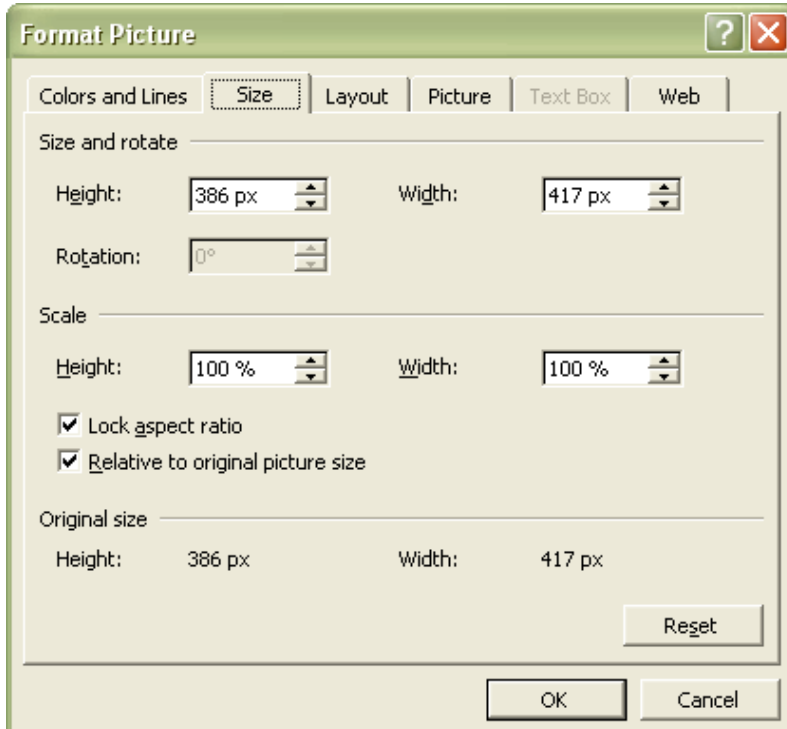 Format Picture
Colors and Lines Size Layout Picture Text Box Web
Size and rotate
Height: 386 px Width: 417 px
Rotation: 0°
Scale
Height: 100 % Width: 100 %
Lock aspect ratio
Relative to original picture size
Original size
Height: 386 px Width: 417 px
Reset
OK Cancel